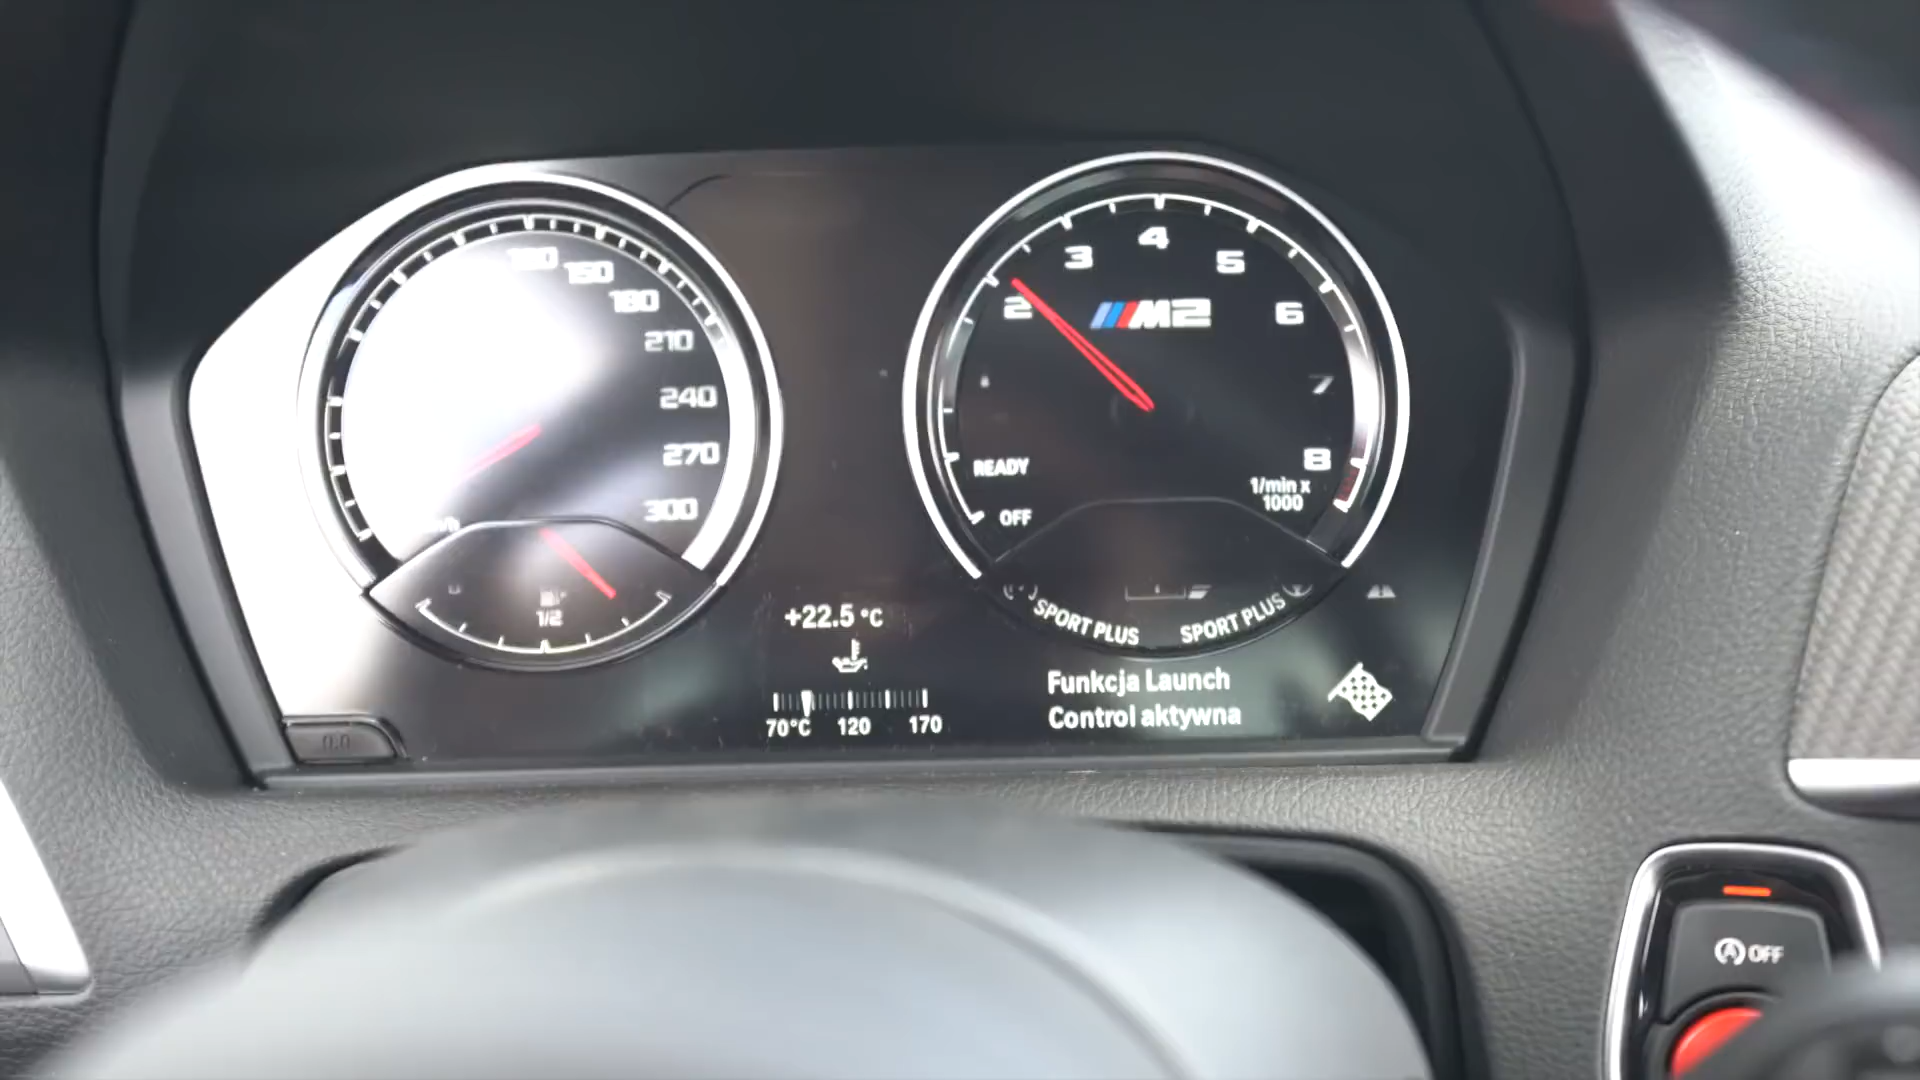 150
180
210
240
270
300
1/2
+22.5 °C
70°C 120 170
2
3
4
5
6
7
8
M2
READY
OFF
1/min x
1000
SPORT PLUS
SPORT PLUS
Funkcja Launch
Control aktywna
0.0
A OFF